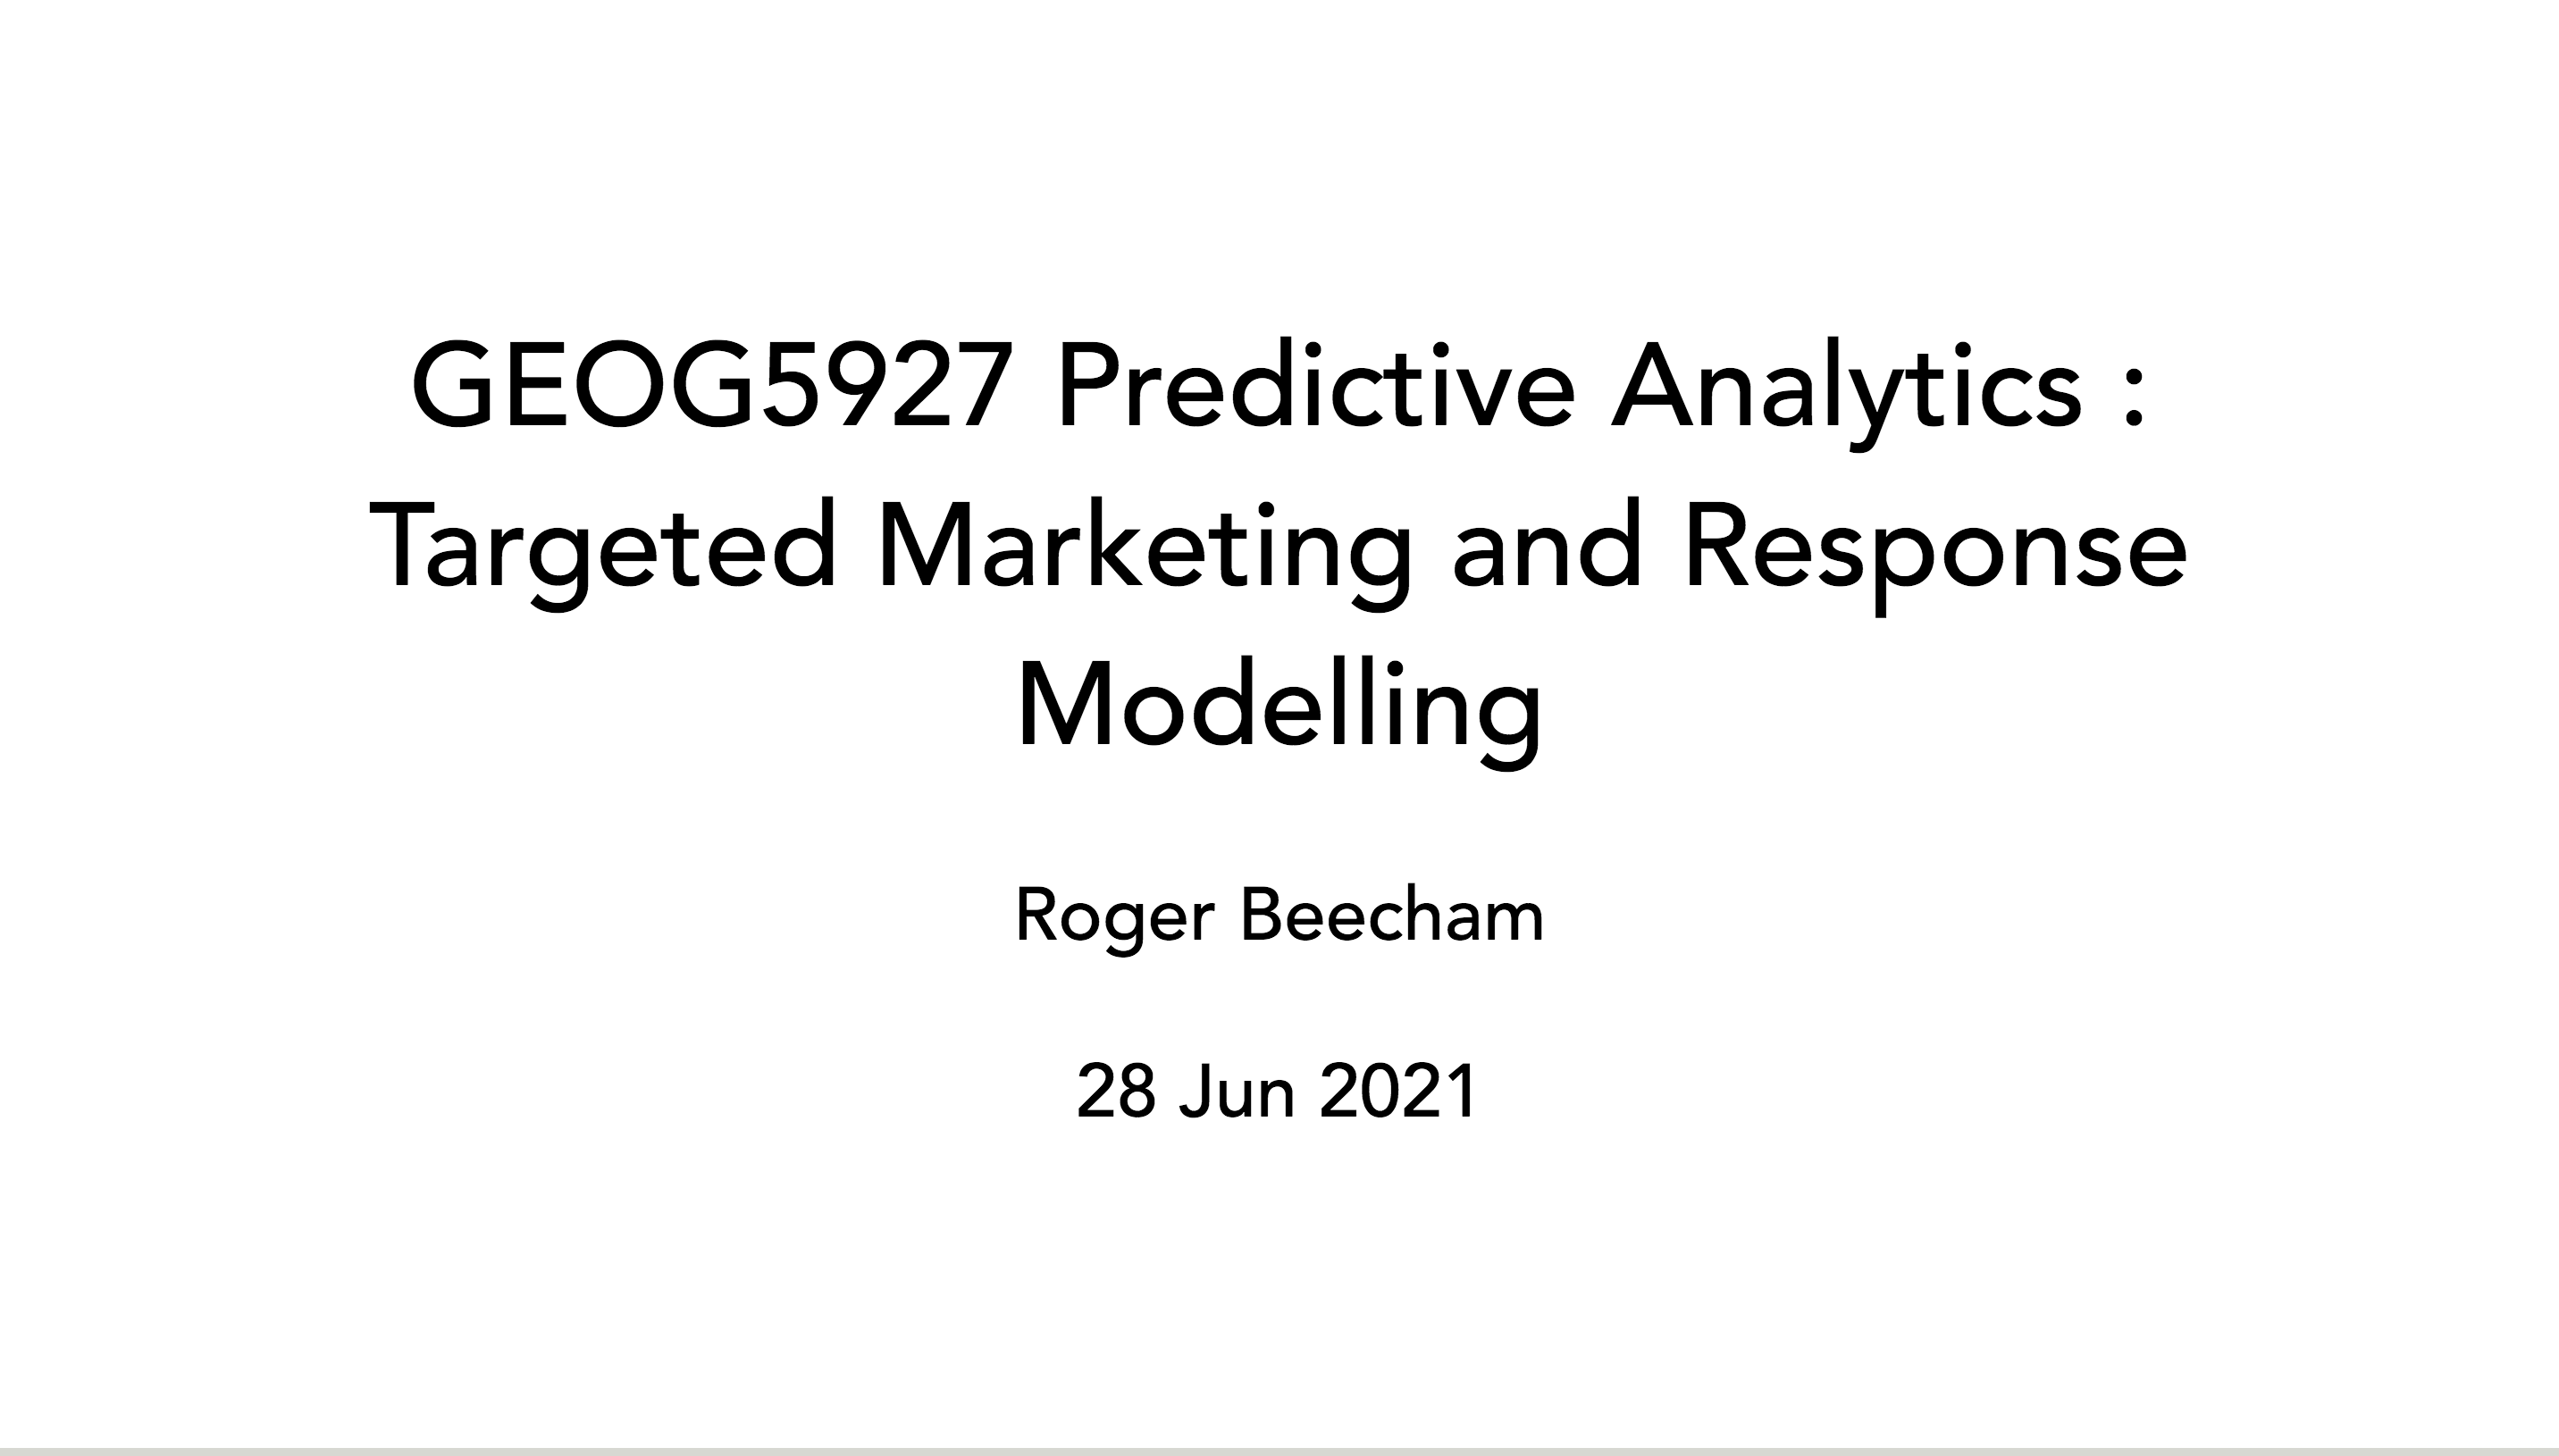 GEOG5927 Predictive Analytics :
Targeted Marketing and Response
Modelling
Roger Beecham
28 Jun 2021